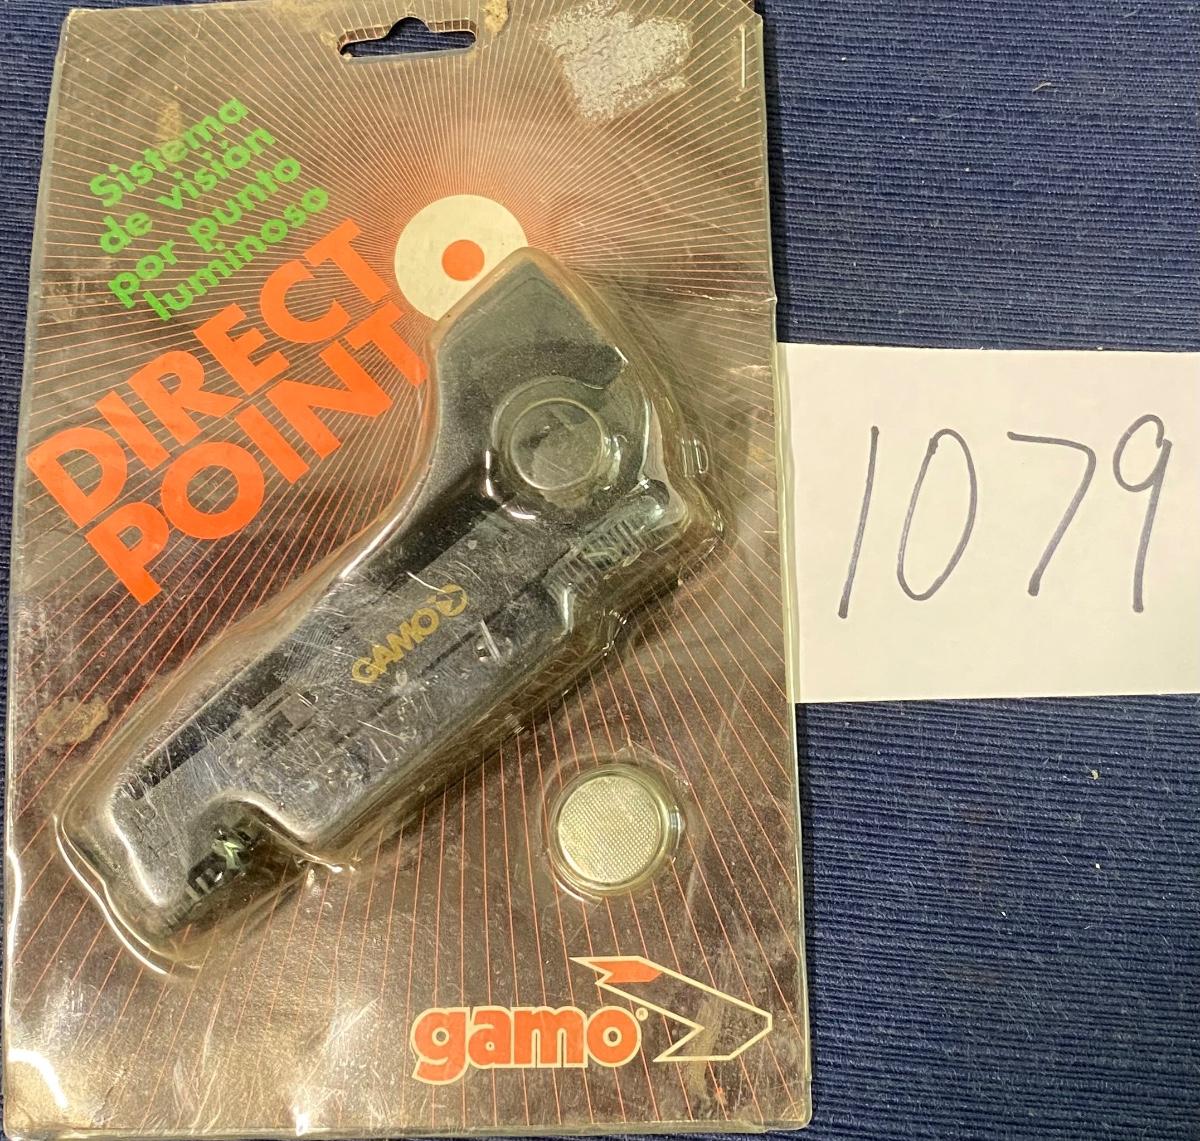 Sistema
de visión
por punto
luminoso
DIRECT
POINT
GAMO
gamo®
1079